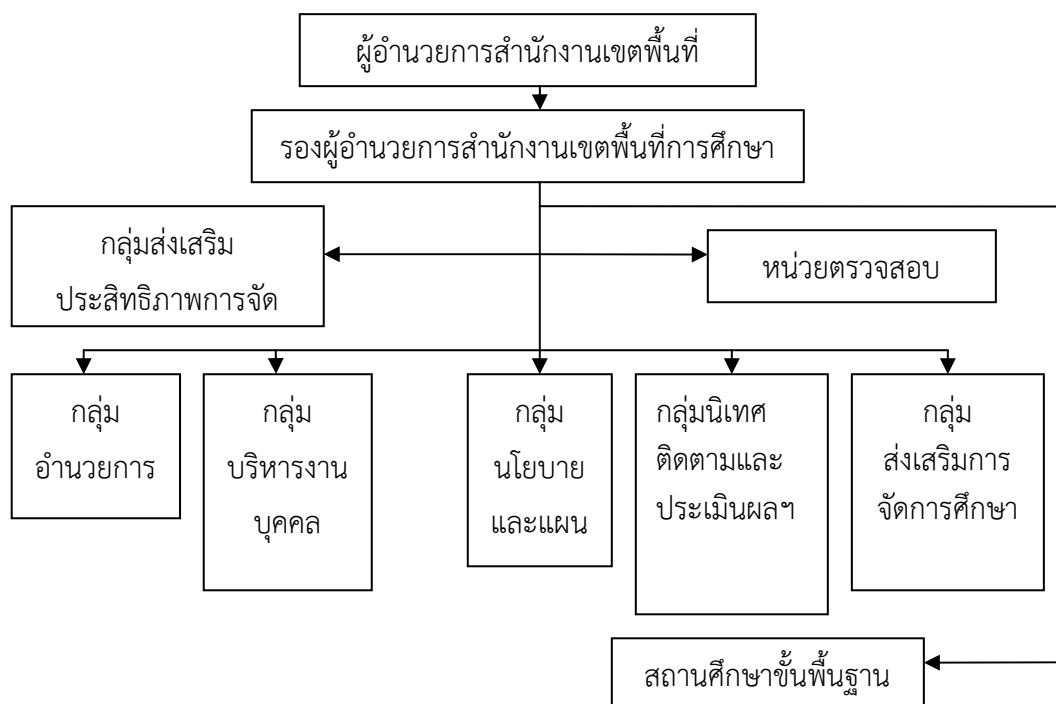 ผู้อำนวยการสำนักงานเขตพื้นที่
รองผู้อำนวยการสำนักงานเขตพื้นที่การศึกษา
กลุ่มส่งเสริม
ประสิทธิภาพการจัด
หน่วยตรวจสอบ
กลุ่ม
อำนวยการ
กลุ่ม
บริหารงาน
บุคคล
กลุ่ม
นโยบาย
และแผน
กลุ่มนิเทศ
ติดตามและ
ประเมินผลฯ
กลุ่ม
ส่งเสริมการ
จัดการศึกษา
สถานศึกษาขั้นพื้นฐาน